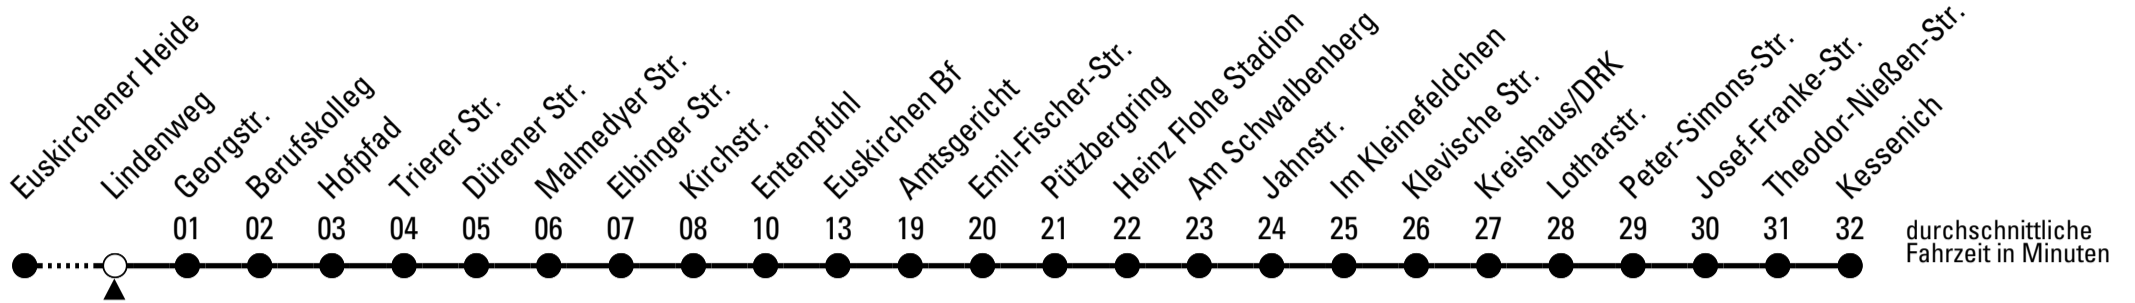 Euskirchener Heide
Lindenweg
Georgstr.
Berufskolleg
Hofpfad
Trierer Str.
Dürener Str.
Malmedyer Str.
Elbinger Str.
Kirchstr.
Entenpfuhl
Euskirchen Bf
Amtsgericht
Emil-Fischer-Str.
Pützbergring
Heinz Flohe Stadion
Am Schwalbenberg
Jahnstr.
Im Kleinefeldchen
Klevische Str.
Kreishaus/DRK
Lotharstr.
Peter-Simons-Str.
Josef-Franke-Str.
Theodor-Nießen-Str.
Kessenich
01 02 03 04 05 06 07 08 10 13 19 20 21 22 23 24 25 26 27 28 29 30 31 32
durchschnittliche
Fahrzeit in Minuten